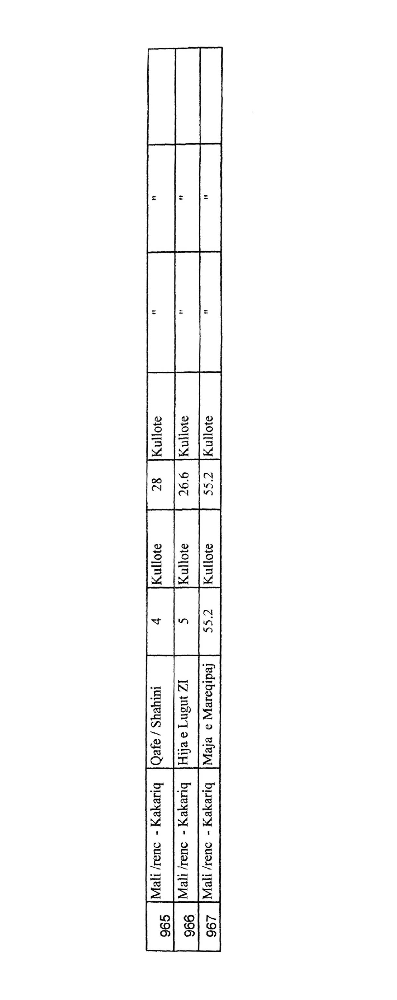 965 Mali /renc - Kakariq Qafe / Shahini 4 Kullote 28 Kullote " "
966 Mali /renc - Kakariq Hija e Lugut ZI 5 Kullote 26.6 Kullote " "
967 Mali /renc - Kakariq Maja e Mareqipaj 55.2 Kullote 55.2 Kullote " "